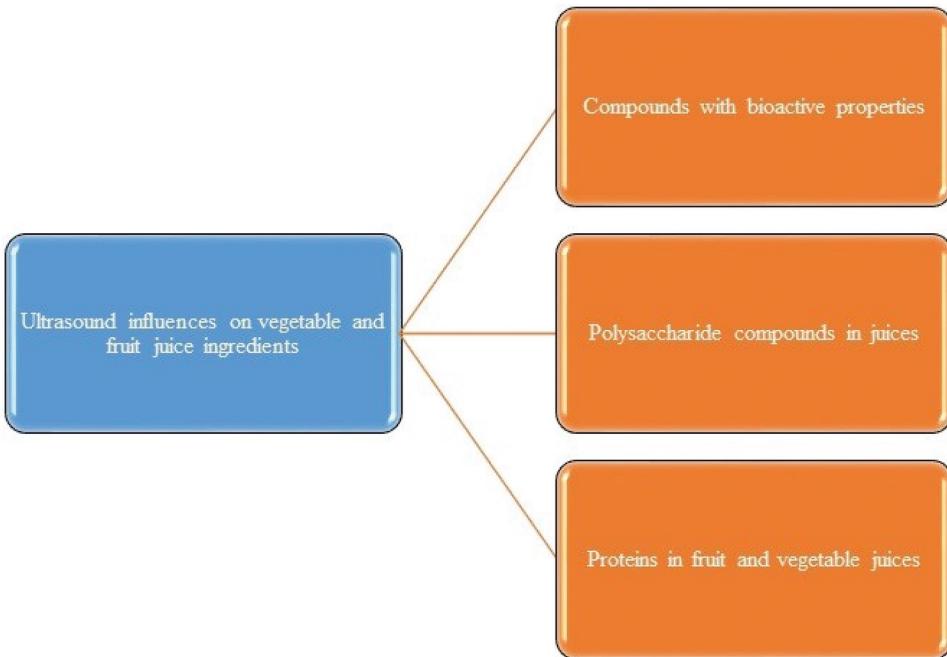 Ultrasound influences on vegetable and
fruit juice ingredients
Compounds with bioactive properties
Polysaccharide compounds in juices
Proteins in fruit and vegetable juices